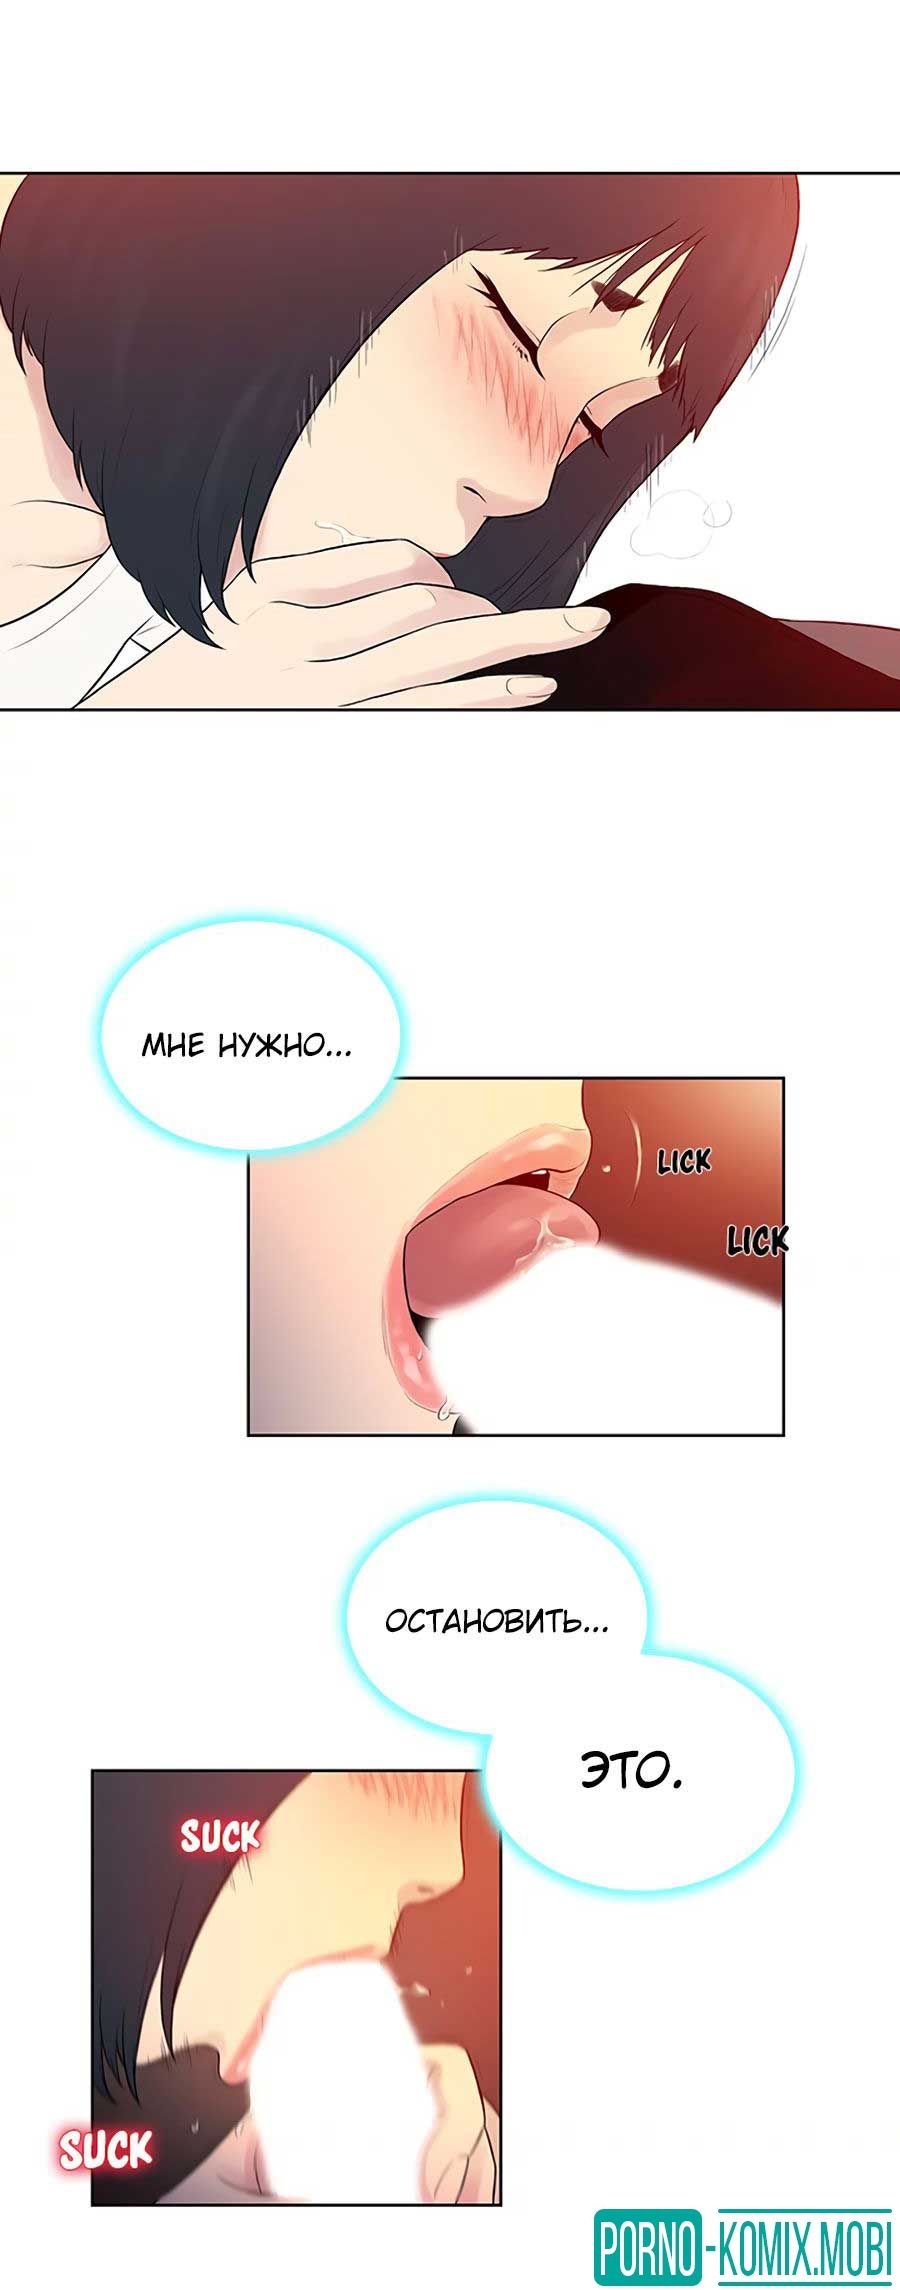 МНЕ НУЖНО...
LICK
LICK
ОСТАНОВИТЬ...
ЭТО.
SUCK
SUCK
PORNO-KOMIX.MOBI